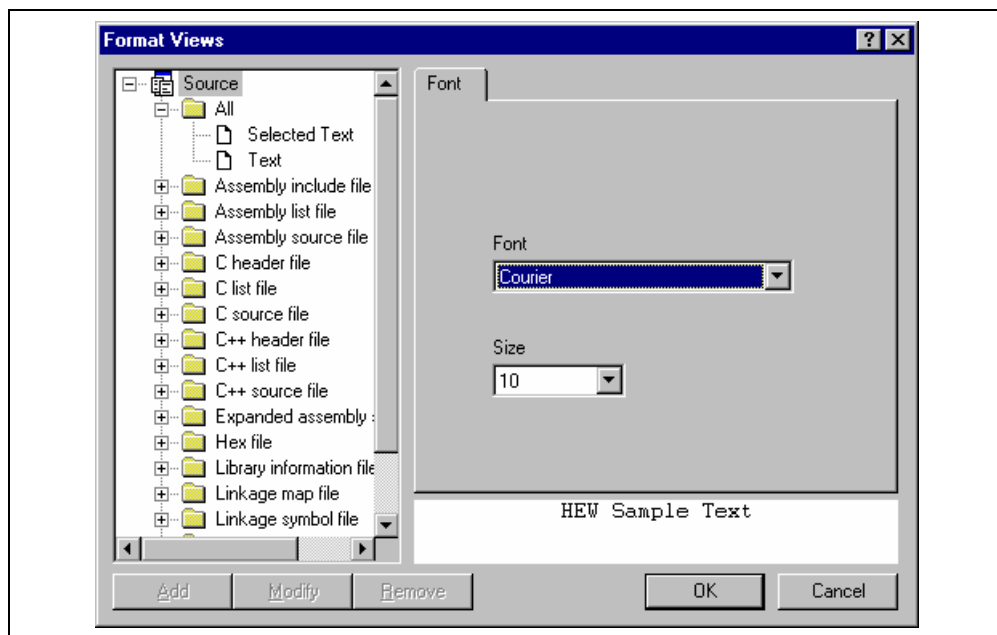 Format Views
Source
All
Selected Text
Text
Assembly include file
Assembly list file
Assembly source file
C header file
C list file
C source file
C++ header file
C++ list file
C++ source file
Expanded assembly
Hex file
Library information file
Linkage map file
Linkage symbol file
Font
Font
Courier
Size
10
HEW Sample Text
Add
Modify
Remove
OK
Cancel